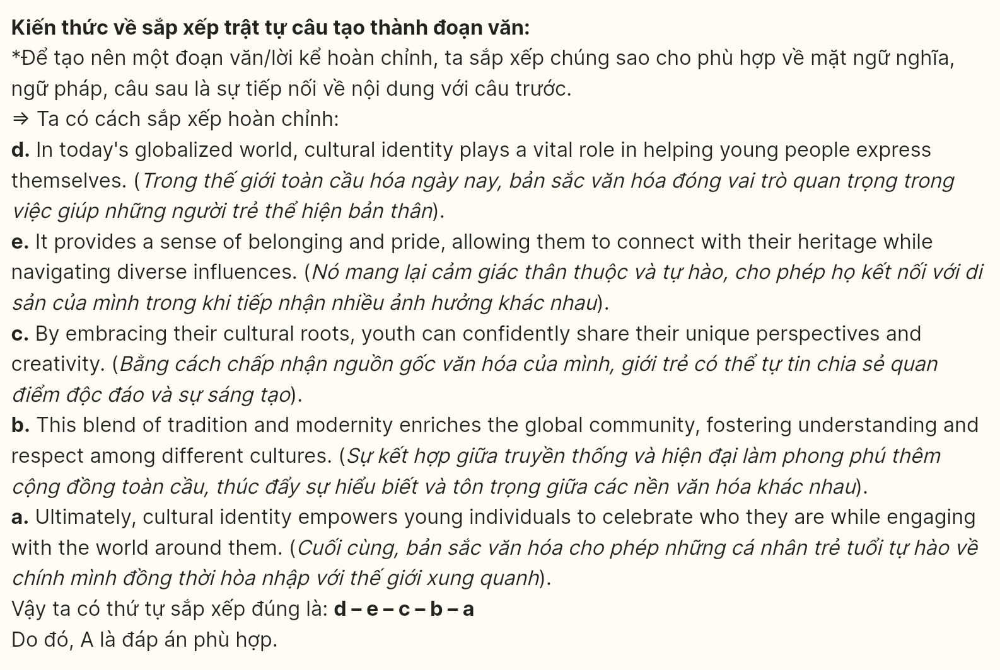 Kiến thức về sắp xếp trật tự câu tạo thành đoạn văn:
*Để tạo nên một đoạn văn/lời kể hoàn chỉnh, ta sắp xếp chúng sao cho phù hợp về mặt ngữ nghĩa,
ngữ pháp, câu sau là sự tiếp nối về nội dung với câu trước.
⇒ Ta có cách sắp xếp hoàn chỉnh:
d. In today's globalized world, cultural identity plays a vital role in helping young people express
themselves. (Trong thế giới toàn cầu hóa ngày nay, bản sắc văn hóa đóng vai trò quan trọng trong
việc giúp những người trẻ thể hiện bản thân).
e. It provides a sense of belonging and pride, allowing them to connect with their heritage while
navigating diverse influences. (Nó mang lại cảm giác thân thuộc và tự hào, cho phép họ kết nối với di
sản của mình trong khi tiếp nhận nhiều ảnh hưởng khác nhau).
c. By embracing their cultural roots, youth can confidently share their unique perspectives and
creativity. (Bằng cách chấp nhận nguồn gốc văn hóa của mình, giới trẻ có thể tự tin chia sẻ quan
điểm độc đáo và sự sáng tạo).
b. This blend of tradition and modernity enriches the global community, fostering understanding and
respect among different cultures. (Sự kết hợp giữa truyền thống và hiện đại làm phong phú thêm
cộng đồng toàn cầu, thúc đẩy sự hiểu biết và tôn trọng giữa các nền văn hóa khác nhau).
a. Ultimately, cultural identity empowers young individuals to celebrate who they are while engaging
with the world around them. (Cuối cùng, bản sắc văn hóa cho phép những cá nhân trẻ tuổi tự hào về
chính mình đồng thời hòa nhập với thế giới xung quanh).
Vậy ta có thứ tự sắp xếp đúng là: d – e – c – b – a
Do đó, A là đáp án phù hợp.